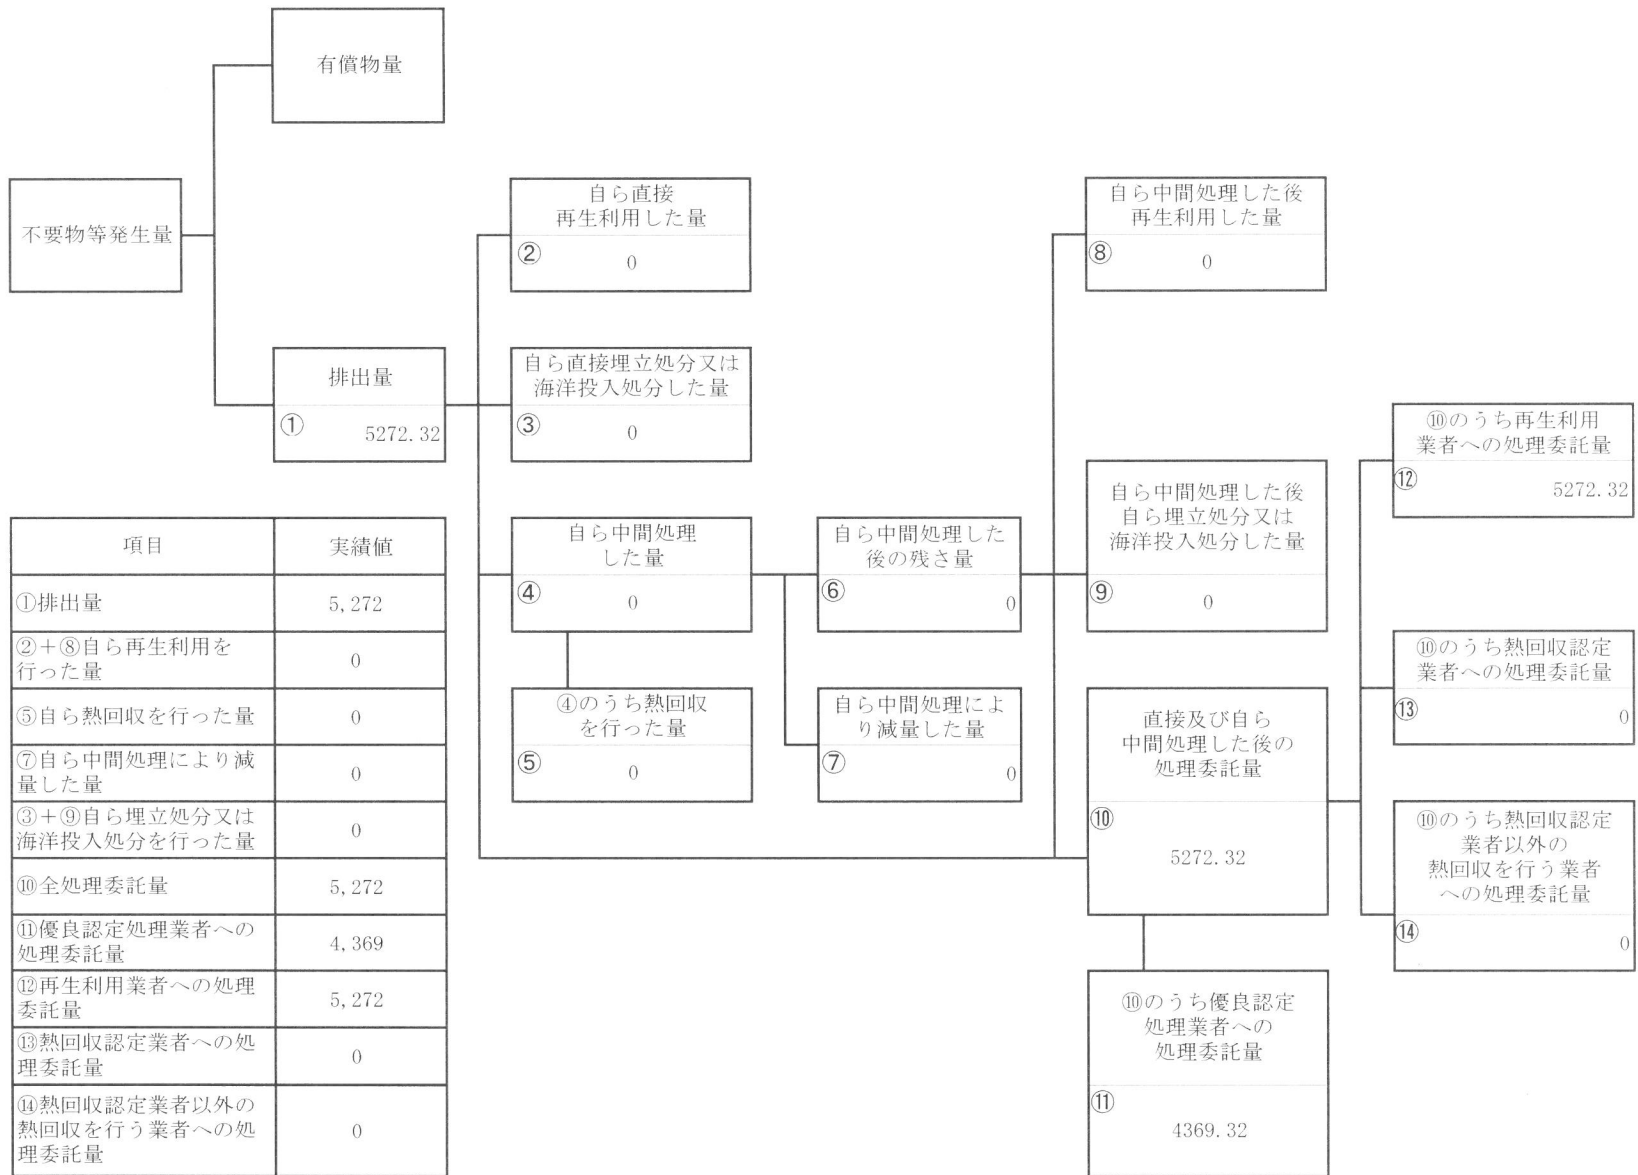 有償物量
不要物等発生量
排出量
①
5272.32
自ら直接
再生利用した量
②
0
自ら直接埋立処分又は
海洋投入処分した量
③
0
自ら中間処理
した量
④
0
④のうち熱回収
を行った量
⑤
0
自ら中間処理した
後の残さ量
⑥
0
自ら中間処理によ
り減量した量
⑦
0
自ら中間処理した後
再生利用した量
⑧
0
自ら中間処理した後
自ら埋立処分又は
海洋投入処分した量
⑨
0
直接及び自ら
中間処理した後の
処理委託量
⑩
5272.32
⑩のうち優良認定
処理業者への
処理委託量
⑪
4369.32
⑩のうち再生利用
業者への処理委託量
⑫
5272.32
⑩のうち熱回収認定
業者への処理委託量
⑬
0
⑩のうち熱回収認定
業者以外の
熱回収を行う業者
への処理委託量
⑭
0
項目 実績値
①排出量 5,272
②+⑧自ら再生利用を
行った量 0
⑤自ら熱回収を行った量 0
⑦自ら中間処理により減
量した量 0
③+⑨自ら埋立処分又は
海洋投入処分を行った量 0
⑩全処理委託量 5,272
⑪優良認定処理業者への
処理委託量 4,369
⑫再生利用業者への処理
委託量 5,272
⑬熱回収認定業者への処
理委託量 0
⑭熱回収認定業者以外の
熱回収を行う業者への処
理委託量 0